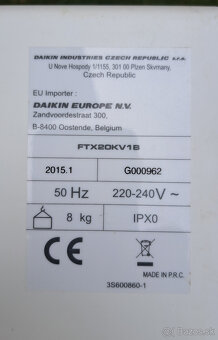 DAIKIN INDUSTRIES CZECH REPUBLIC s.r.o.
U Nove Hospody 1/1155, 301 00 Plzen Skvrnany,
Czech Republic
EU Importer :
DAIKIN EUROPE N.V.
Zandvoordestraat 300,
B-8400 Oostende, Belgium
FTX20KV1B
2015.1 G000962
50 Hz 220-240V ~
8 kg IPX0
CE
MADE IN P.R.C.
3S600860-1
bazos.sk